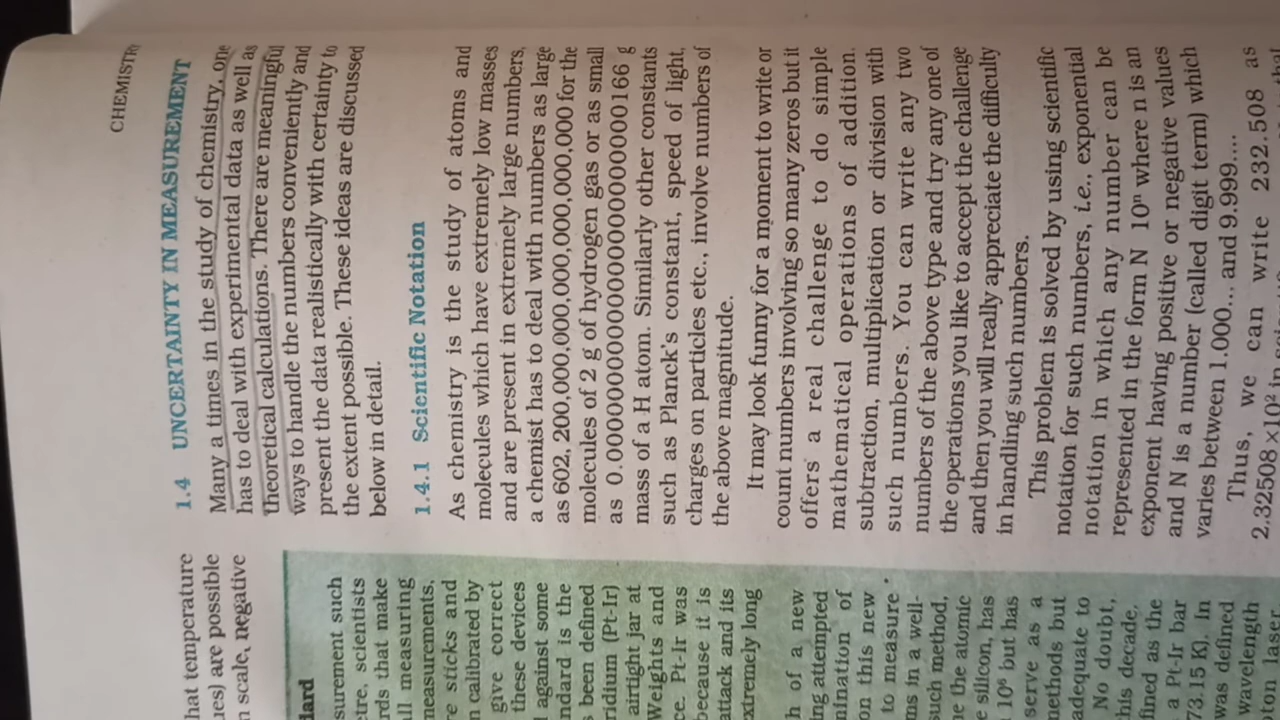 CHEMISTRY
hat temperature
ues) are possible
n scale, negative
dard
surement such
etre, scientists
rds that make
ll measuring
measurements,
re sticks and
n calibrated by
give correct
these devices
against some
ndard is the
s been defined
ridium (Pt-Ir)
airtight jar at
Weights and
ce. Pt-Ir was
because it is
attack and its
extremely long
h of a new
ing attempted
mination of
on this new
to measure
ms in a well-
such method,
e the atomic
e silicon, has
10⁶ but has
serve as a
methods but
adequate to
No doubt,
his decade.
fined as the
a Pt-Ir bar
73.15 K). In
was defined
wavelength
ton laser
1.4 UNCERTAINTY IN MEASUREMENT
Many a times in the study of chemistry, one
has to deal with experimental data as well as
theoretical calculations. There are meaningful
ways to handle the numbers conveniently and
present the data realistically with certainty to
the extent possible. These ideas are discussed
below in detail.
1.4.1 Scientific Notation
As chemistry is the study of atoms and
molecules which have extremely low masses
and are present in extremely large numbers,
a chemist has to deal with numbers as large
as 602, 200,000,000,000,000,000,000 for the
molecules of 2 g of hydrogen gas or as small
as 0.00000000000000000000000166 g
mass of a H atom. Similarly other constants
such as Planck's constant, speed of light,
charges on particles etc., involve numbers of
the above magnitude.
It may look funny for a moment to write or
count numbers involving so many zeros but it
offers a real challenge to do simple
mathematical operations of addition,
subtraction, multiplication or division with
such numbers. You can write any two
numbers of the above type and try any one of
the operations you like to accept the challenge
and then you will really appreciate the difficulty
in handling such numbers.
This problem is solved by using scientific
notation for such numbers, i.e., exponential
notation in which any number can be
represented in the form N 10ⁿ where n is an
exponent having positive or negative values
and N is a number (called digit term) which
varies between 1.000... and 9.999....
Thus, we can write 232.508 as
2.32508×10² in